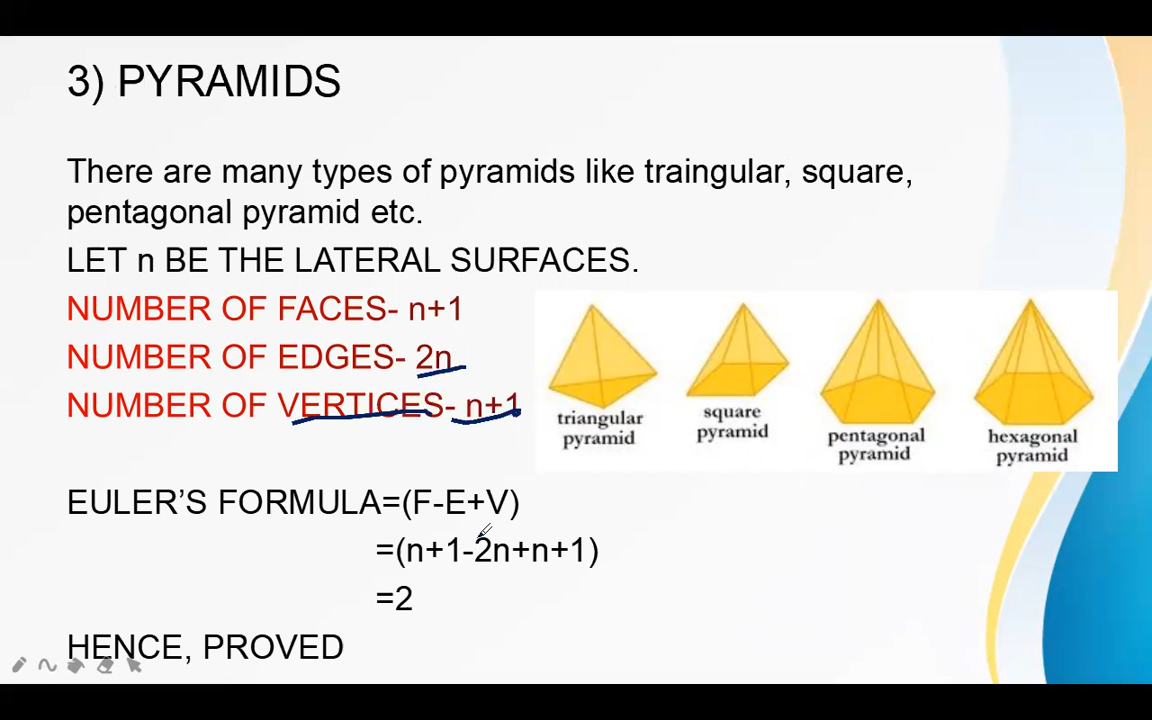 3) PYRAMIDS
There are many types of pyramids like traingular, square,
pentagonal pyramid etc.
LET n BE THE LATERAL SURFACES.
NUMBER OF FACES- n+1
NUMBER OF EDGES- 2n
NUMBER OF VERTICES- n+1
triangular
pyramid
square
pyramid
pentagonal
pyramid
hexagonal
pyramid
EULER’S FORMULA=(F-E+V)
=(n+1-2n+n+1)
=2
HENCE, PROVED